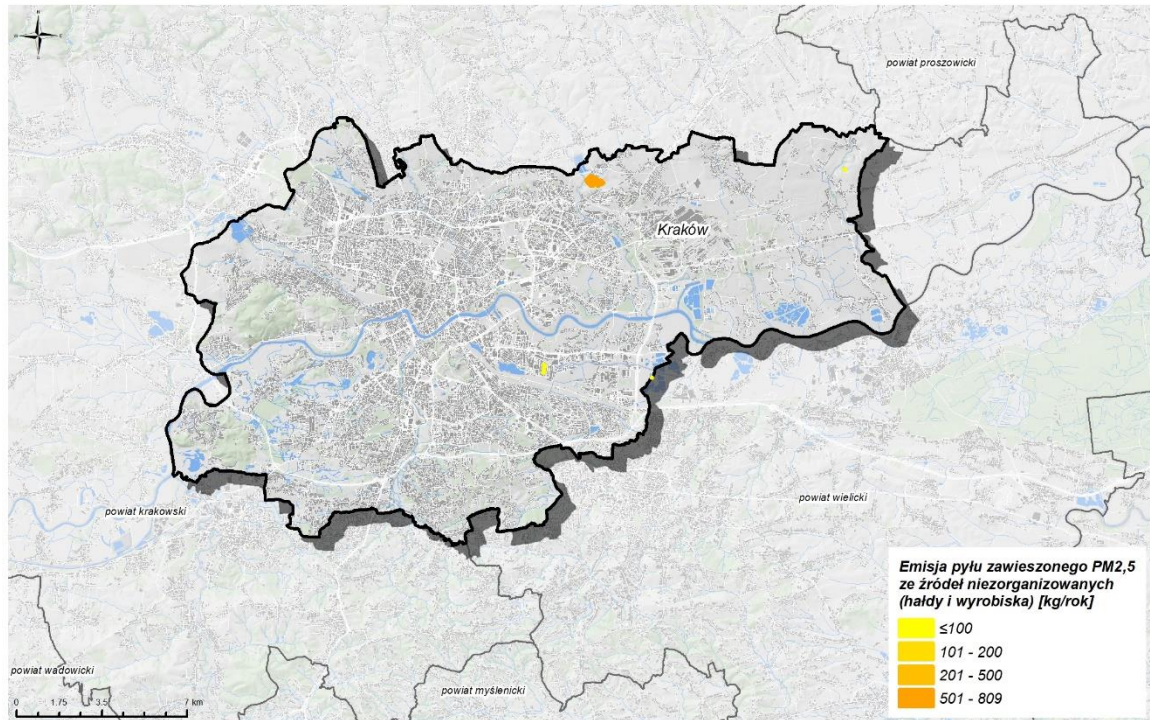 powiat proszowicki
Kraków
powiat krakowski
powiat wielicki
powiat wadowicki
powiat myślenicki
Emisja pyłu zawieszonego PM2,5
ze źródeł niezorganizowanych
(hałdy i wyrobiska) [kg/rok]
≤100
101 - 200
201 - 500
501 - 809
0 1.75 3.5 7 km